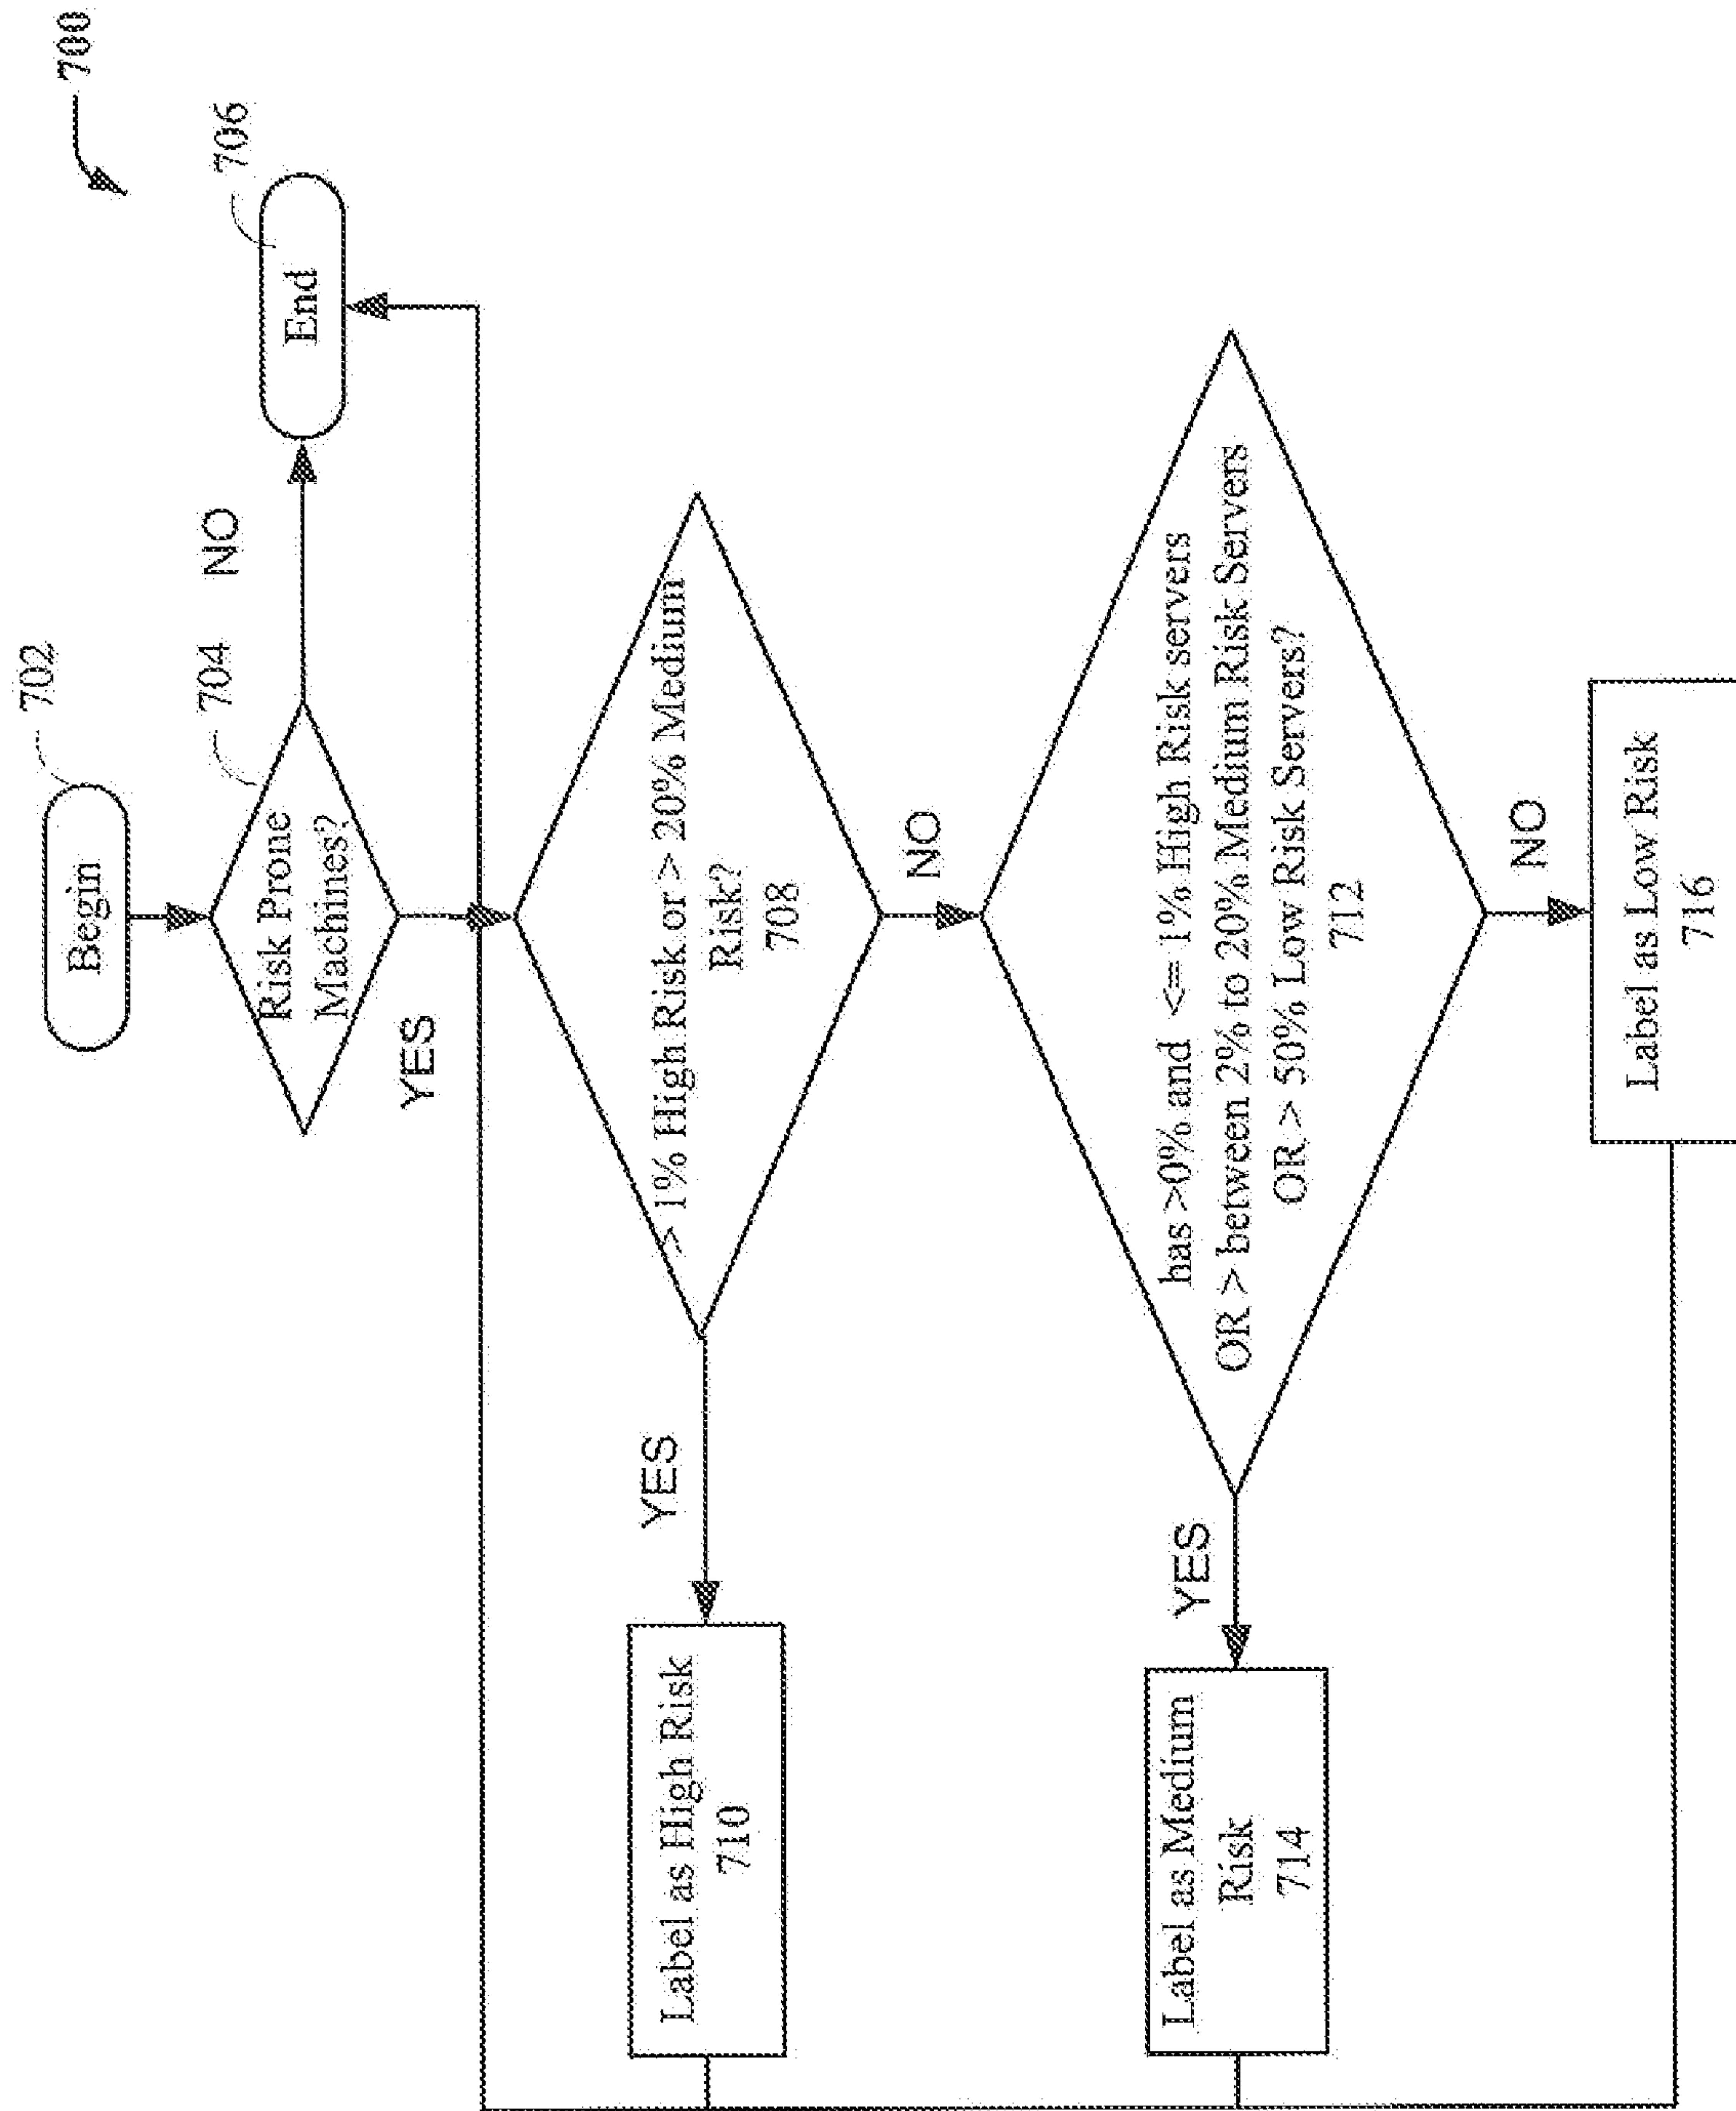 700
702
Begin
704
Risk Prone
Machines?
NO
706
End
YES
> 1% High Risk or > 20% Medium
Risk?
708
YES
Label as High Risk
710
NO
has >0% and <= 1% High Risk servers
OR > between 2% to 20% Medium Risk Servers
OR > 50% Low Risk Servers?
712
YES
Label as Medium
Risk
714
NO
Label as Low Risk
716